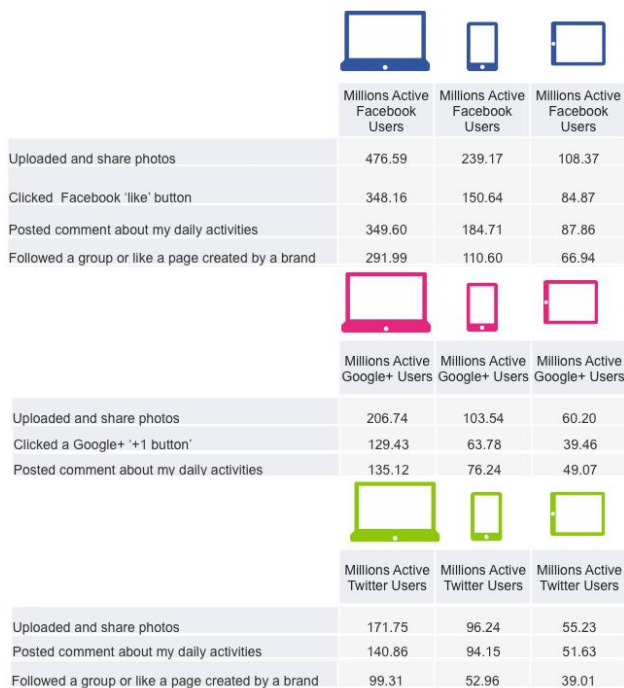 Millions Active Millions Active Millions Active
Facebook Facebook Facebook
Users Users Users
Uploaded and share photos 476.59 239.17 108.37
Clicked Facebook 'like' button 348.16 150.64 84.87
Posted comment about my daily activities 349.60 184.71 87.86
Followed a group or like a page created by a brand 291.99 110.60 66.94
Millions Active Millions Active Millions Active
Google+ Users Google+ Users Google+ Users
Uploaded and share photos 206.74 103.54 60.20
Clicked a Google+ '+1 button' 129.43 63.78 39.46
Posted comment about my daily activities 135.12 76.24 49.07
Millions Active Millions Active Millions Active
Twitter Users Twitter Users Twitter Users
Uploaded and share photos 171.75 96.24 55.23
Posted comment about my daily activities 140.86 94.15 51.63
Followed a group or like a page created by a brand 99.31 52.96 39.01